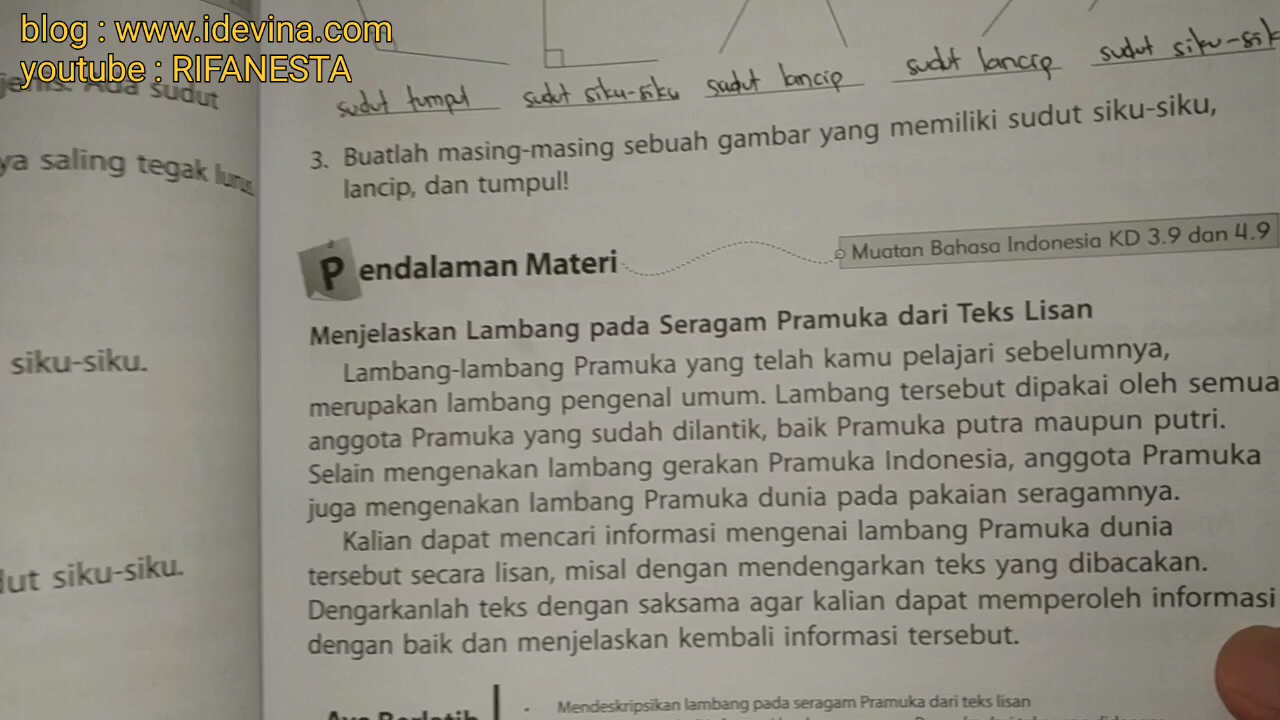 blog : www.idevina.com
youtube : RIFANESTA
jenis. Ada sudut
ya saling tegak lurus
siku-siku.
dut siku-siku.
sudut tumpul sudut siku-siku sudut lancip sudut lancip sudut siku-sik
3. Buatlah masing-masing sebuah gambar yang memiliki sudut siku-siku,
lancip, dan tumpul!
Pendalaman Materi
Muatan Bahasa Indonesia KD 3.9 dan 4.9
Menjelaskan Lambang pada Seragam Pramuka dari Teks Lisan
Lambang-lambang Pramuka yang telah kamu pelajari sebelumnya,
merupakan lambang pengenal umum. Lambang tersebut dipakai oleh semua
anggota Pramuka yang sudah dilantik, baik Pramuka putra maupun putri.
Selain mengenakan lambang gerakan Pramuka Indonesia, anggota Pramuka
juga mengenakan lambang Pramuka dunia pada pakaian seragamnya.
Kalian dapat mencari informasi mengenai lambang Pramuka dunia
tersebut secara lisan, misal dengan mendengarkan teks yang dibacakan.
Dengarkanlah teks dengan saksama agar kalian dapat memperoleh informasi
dengan baik dan menjelaskan kembali informasi tersebut.
Ayo Berlatih
• Mendeskripsikan lambang pada seragam Pramuka dari teks lisan